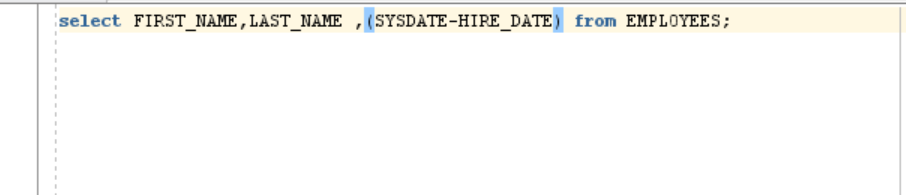 select FIRST_NAME,LAST_NAME ,(SYSDATE-HIRE_DATE) from EMPLOYEES;